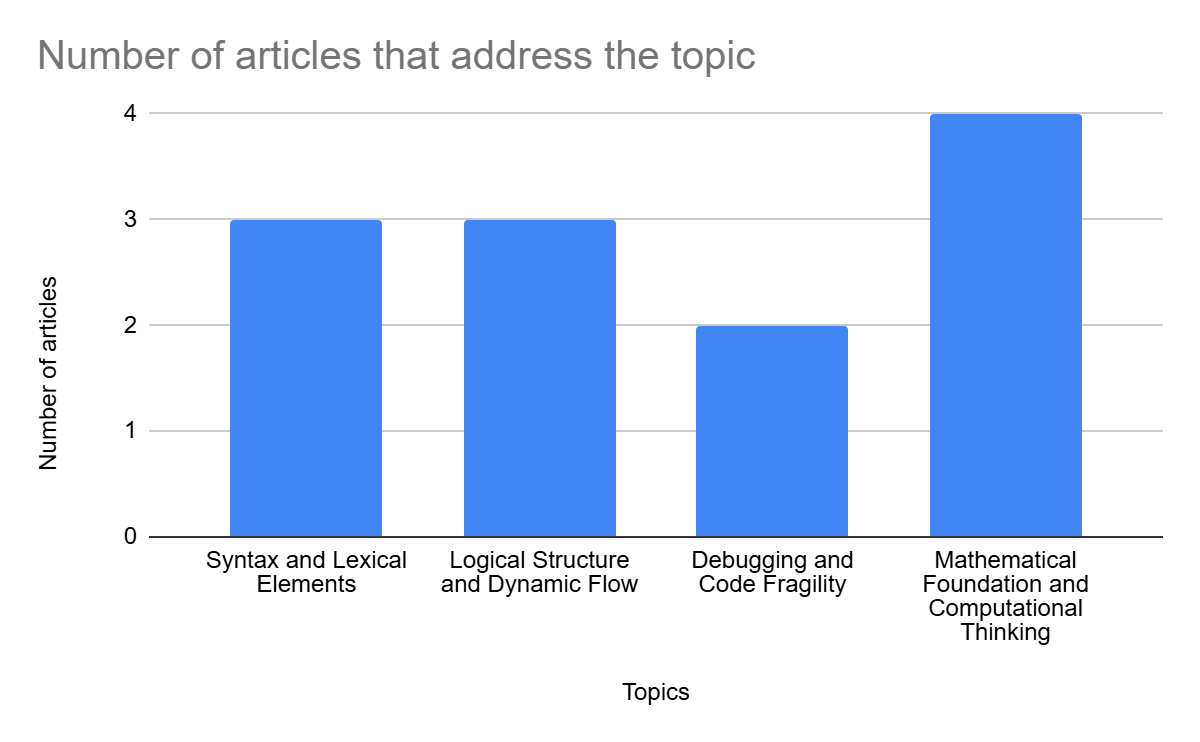 Number of articles that address the topic
4
3
2
1
0
Number of articles
Syntax and Lexical
Elements
Logical Structure
and Dynamic Flow
Debugging and
Code Fragility
Mathematical
Foundation and
Computational
Thinking
Topics